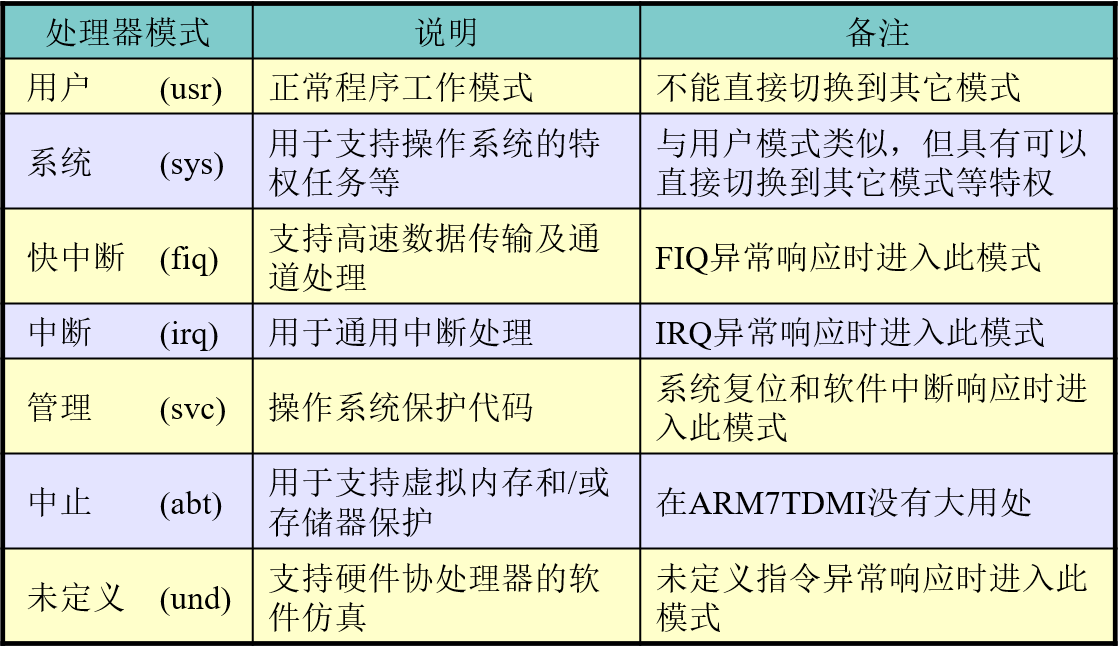 处理器模式 说明 备注
用户 (usr) 正常程序工作模式 不能直接切换到其它模式
系统 (sys) 用于支持操作系统的特
权任务等 与用户模式类似，但具有可以
直接切换到其它模式等特权
快中断 (fiq) 支持高速数据传输及通
道处理 FIQ异常响应时进入此模式
中断 (irq) 用于通用中断处理 IRQ异常响应时进入此模式
管理 (svc) 操作系统保护代码 系统复位和软件中断响应时进
入此模式
中止 (abt) 用于支持虚拟内存和/或
存储器保护 在ARM7TDMI没有大用处
未定义 (und) 支持硬件协处理器的软
件仿真 未定义指令异常响应时进入此
模式